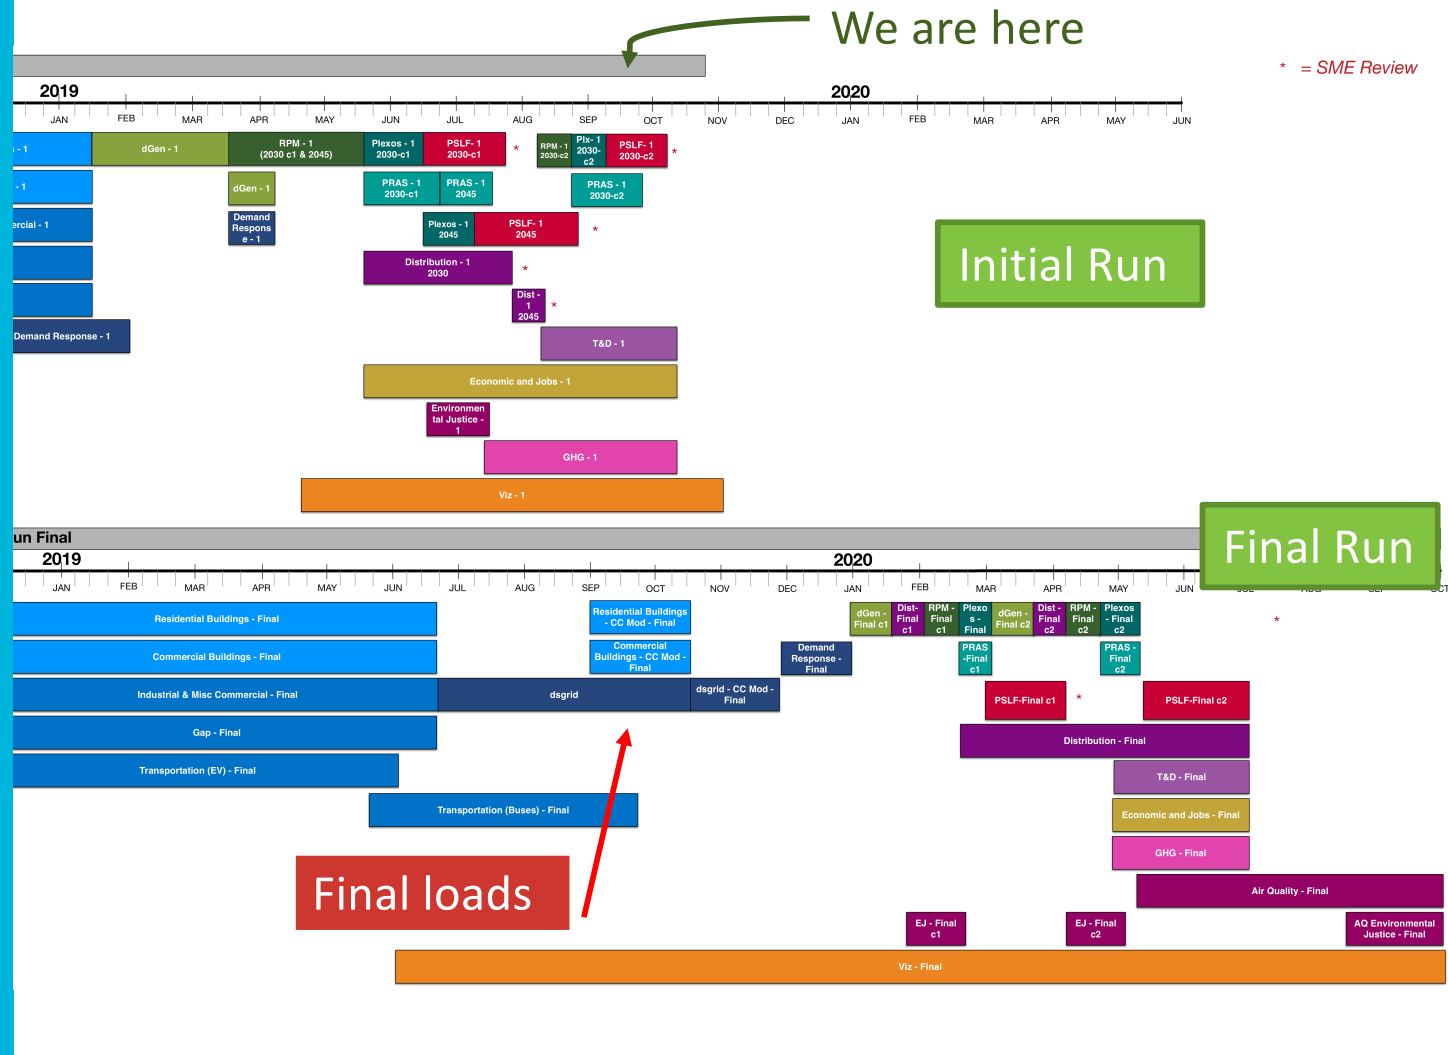 We are here
* = SME Review
2019
2020
JAN FEB MAR APR JUN MAY JUL AUG SEP OCT NOV DEC JAN FEB MAR APR MAY JUN
- 1
dGen - 1
RPM - 1
(2030 c1 & 2045)
Plexos - 1
2030-c1
PSLF- 1
2030-c1
*
RPM - 1
2030-c2
Plx- 1
2030-
c2
PSLF- 1
2030-c2
*
- 1
dGen - 1
PRAS - 1
2030-c1
PRAS - 1
2045
PRAS - 1
2030-c2
ercial - 1
Demand
Respons
e - 1
Plexos - 1
2045
PSLF- 1
2045
*
Distribution - 1
2030
*
Dist -
1
2045
*
Demand Response - 1
T&D - 1
Economic and Jobs - 1
Environmen
tal Justice -
1
GHG - 1
Viz - 1
Initial Run
un Final
Final Run
2019
2020
JAN FEB MAR APR MAY JUN JUL AUG SEP OCT NOV DEC JAN FEB MAR APR MAY JUN JUL AUG SEP OCT
Residential Buildings - Final
Residential Buildings
- CC Mod - Final
dGen -
Final c1
Dist-
Final
c1
RPM -
Final
c1
Plexo
s -
Final
dGen -
Final c2
Dist -
Final
c2
RPM -
Final
c2
Plexos
- Final
c2
*
Commercial Buildings - Final
Commercial
Buildings - CC Mod -
Final
Demand
Response -
Final
PRAS
-Final
c1
PRAS -
Final
c2
Industrial & Misc Commercial - Final
dsgrid
dsgrid - CC Mod -
Final
PSLF-Final c1
*
PSLF-Final c2
Gap - Final
Distribution - Final
Transportation (EV) - Final
T&D - Final
Transportation (Buses) - Final
Economic and Jobs - Final
GHG - Final
Final loads
Air Quality - Final
EJ - Final
c1
EJ - Final
c2
AQ Environmental
Justice - Final
Viz - Final